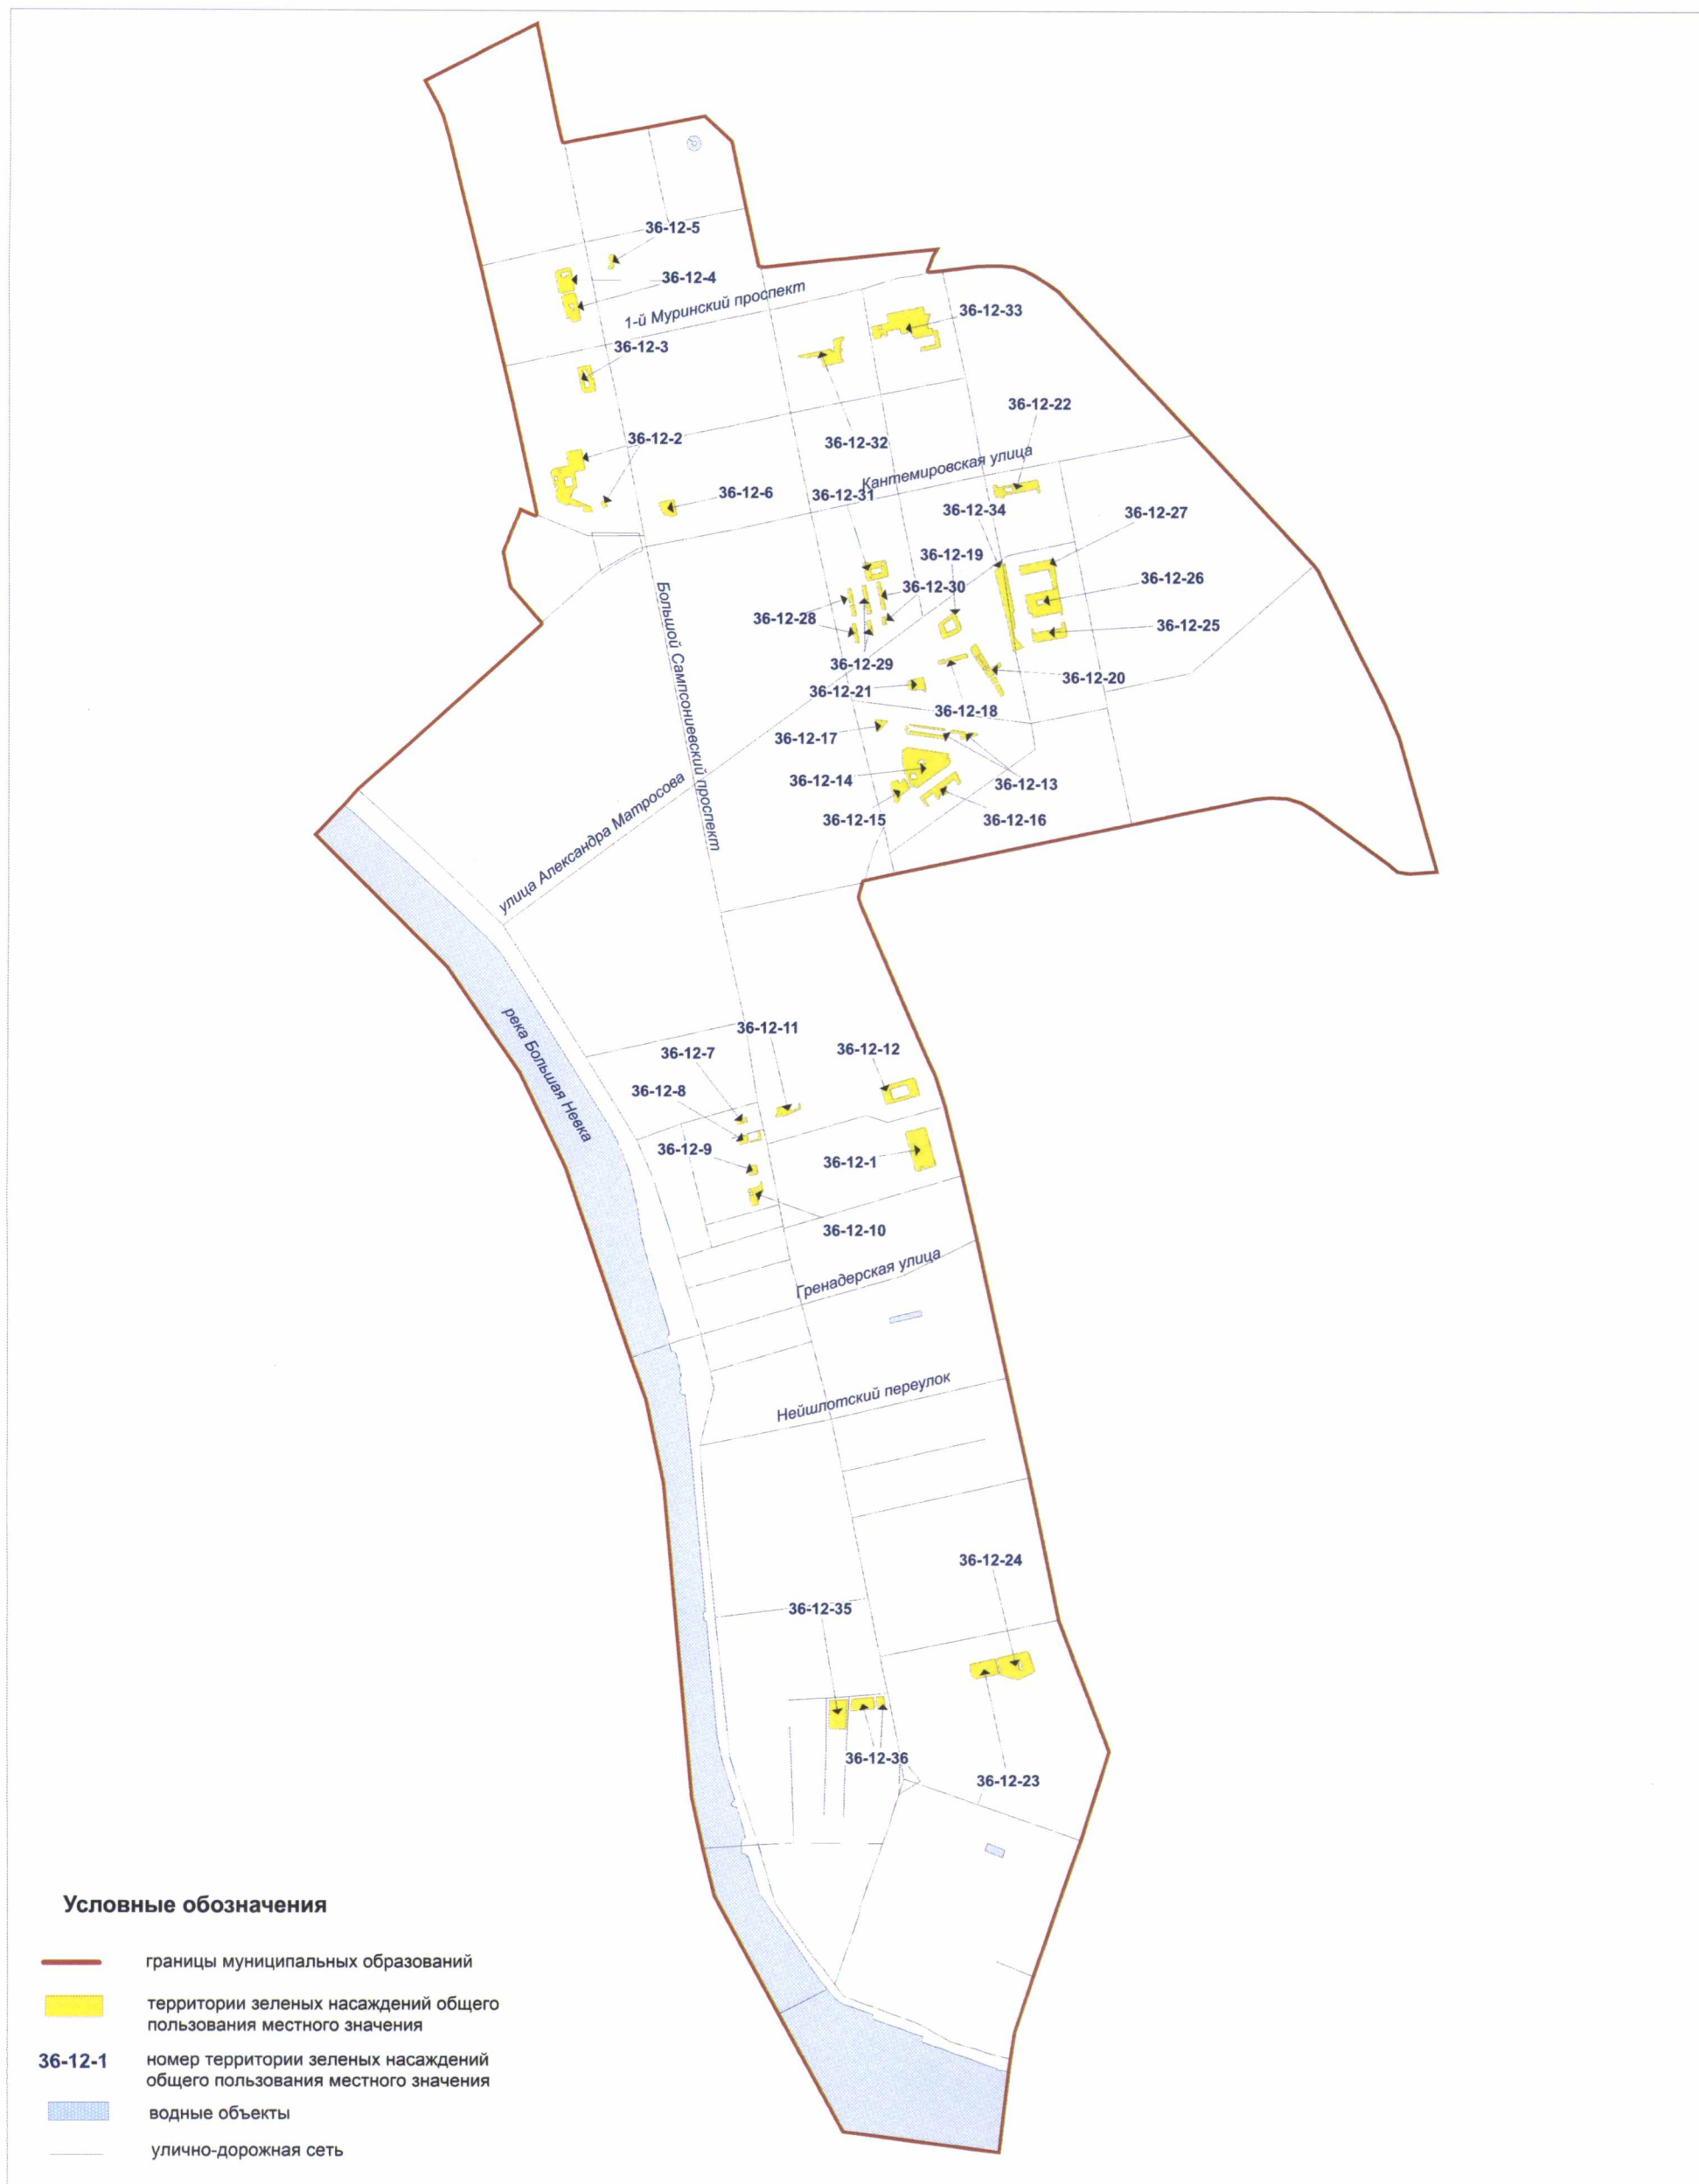 36-12-5
36-12-4
1-й Муринский проспект
36-12-33
36-12-3
36-12-22
36-12-2
36-12-32
Кантемировская улица
36-12-6
36-12-31
36-12-34
36-12-27
36-12-19
36-12-26
36-12-30
36-12-28
36-12-25
Большой Сампсониевский проспект
36-12-29
36-12-20
36-12-21
36-12-18
36-12-17
36-12-14
36-12-13
36-12-15
36-12-16
улица Александра Матросова
река Большая Невка
36-12-11
36-12-7
36-12-12
36-12-8
36-12-9
36-12-1
36-12-10
Гренадерская улица
Нейшлотский переулок
36-12-24
36-12-35
36-12-36
36-12-23
Условные обозначения
границы муниципальных образований
территории зеленых насаждений общего
пользования местного значения
36-12-1
номер территории зеленых насаждений
общего пользования местного значения
водные объекты
улично-дорожная сеть